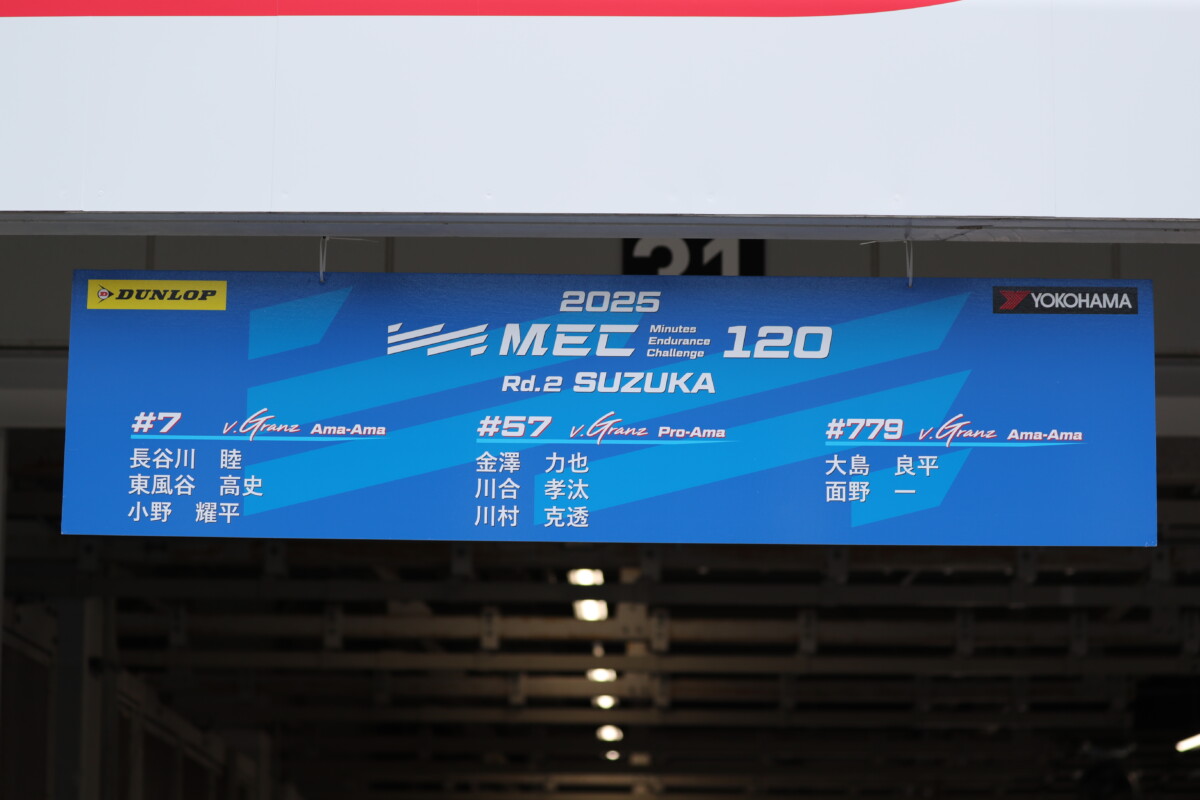 31
DUNLOP
YOKOHAMA
2025
MEC Minutes Endurance Challenge 120
Rd.2 SUZUKA
#7 v.Granz Ama-Ama
長谷川 睦
東風谷 高史
小野 耀平
#57 v.Granz Pro-Ama
金澤 力也
川合 孝汰
川村 克透
#779 v.Granz Ama-Ama
大島 良平
面野 一